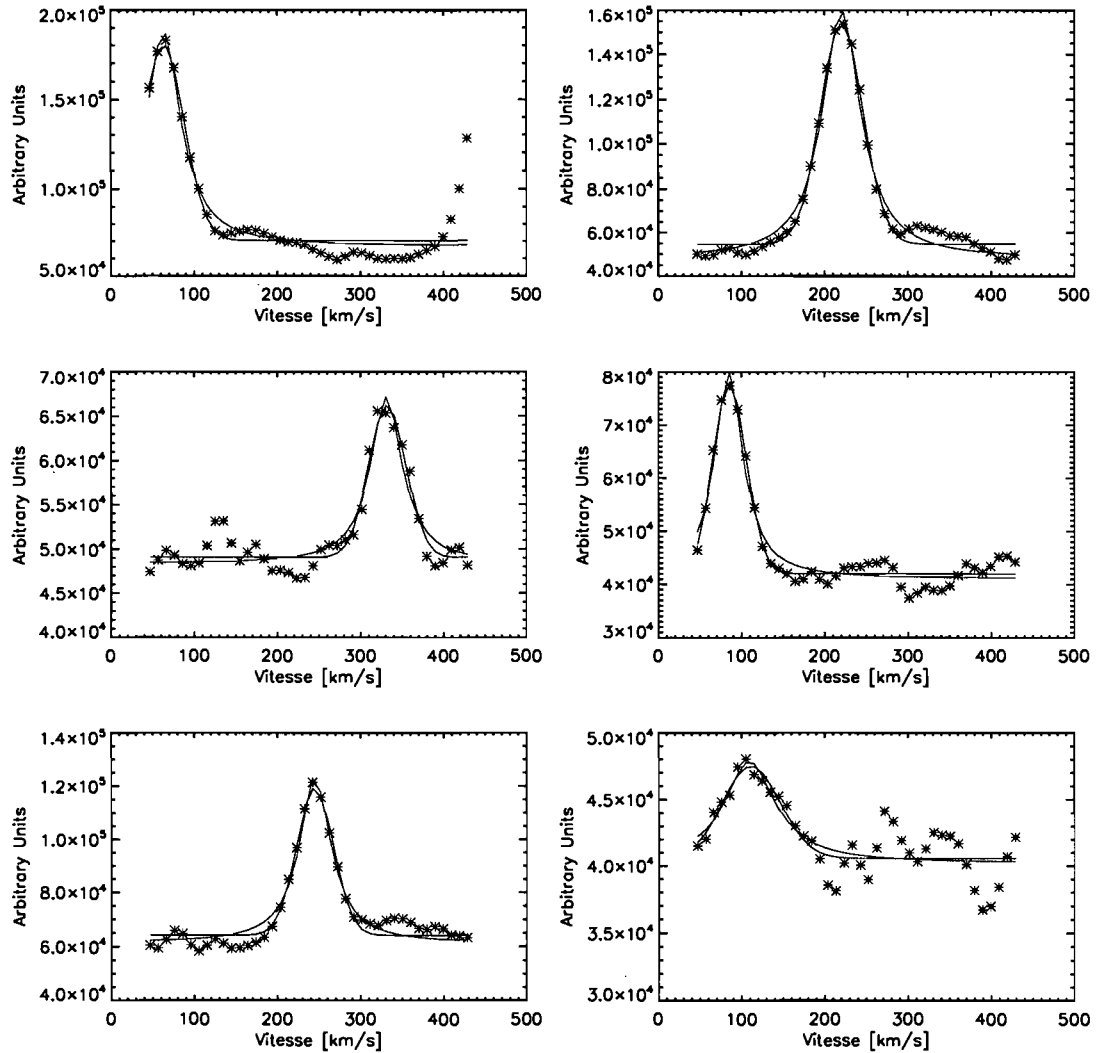 2.0×10⁵
1.5×10⁵
1.0×10⁵
5.0×10⁴
Arbitrary Units
0 100 200 300 400 500
Vitesse [km/s]
1.6×10⁵
1.4×10⁵
1.2×10⁵
1.0×10⁵
8.0×10⁴
6.0×10⁴
4.0×10⁴
Arbitrary Units
0 100 200 300 400 500
Vitesse [km/s]
7.0×10⁴
6.5×10⁴
6.0×10⁴
5.5×10⁴
5.0×10⁴
4.5×10⁴
4.0×10⁴
Arbitrary Units
0 100 200 300 400 500
Vitesse [km/s]
8×10⁴
7×10⁴
6×10⁴
5×10⁴
4×10⁴
3×10⁴
Arbitrary Units
0 100 200 300 400 500
Vitesse [km/s]
1.4×10⁵
1.2×10⁵
1.0×10⁵
8.0×10⁴
6.0×10⁴
4.0×10⁴
Arbitrary Units
0 100 200 300 400 500
Vitesse [km/s]
5.0×10⁴
4.5×10⁴
4.0×10⁴
3.5×10⁴
3.0×10⁴
Arbitrary Units
0 100 200 300 400 500
Vitesse [km/s]